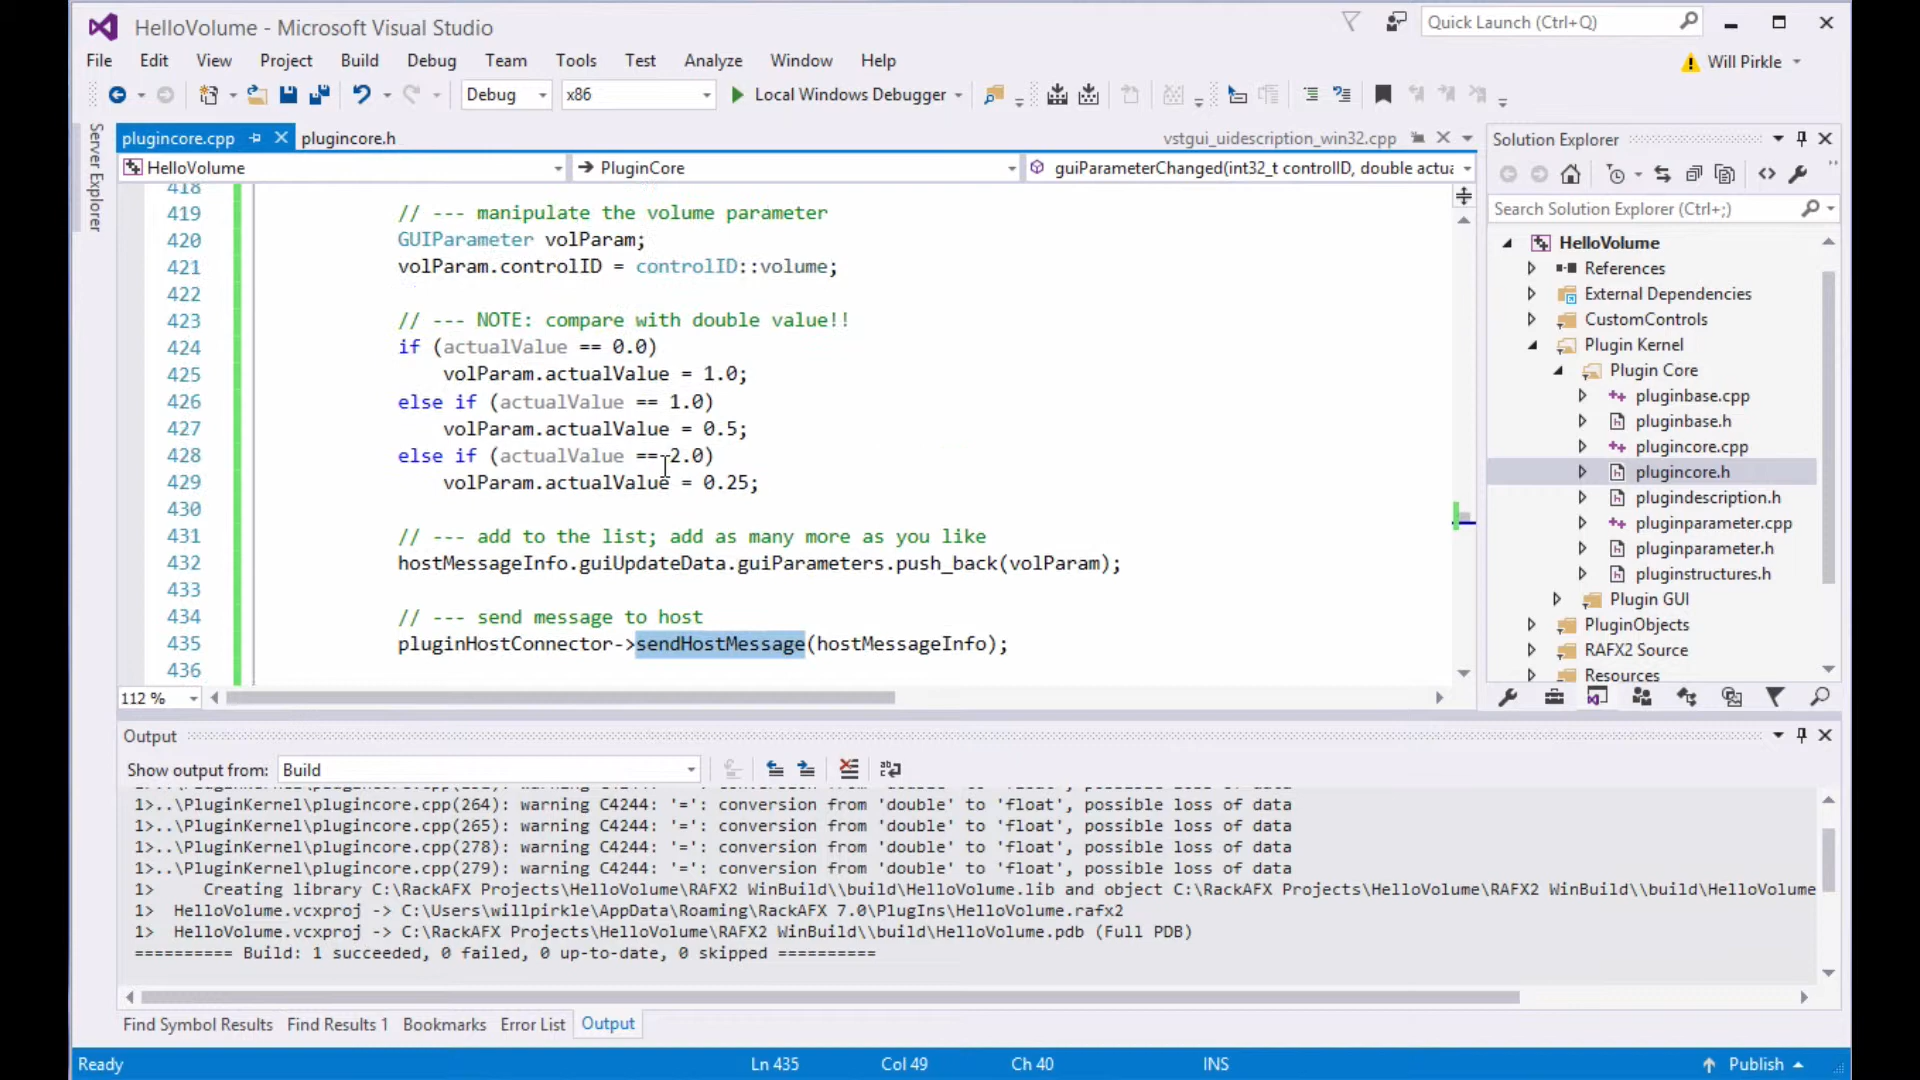 HelloVolume - Microsoft Visual Studio
Quick Launch (Ctrl+Q)
File Edit View Project Build Debug Team Tools Test Analyze Window Help
Will Pirkle
Debug x86 Local Windows Debugger
Server Explorer
plugincore.cpp plugincore.h vstgui_uidescription_win32.cpp
HelloVolume PluginCore guiParameterChanged(int32_t controlID, double actua
418
419 // --- manipulate the volume parameter
420 GUIParameter volParam;
421 volParam.controlID = controlID::volume;
422
423 // --- NOTE: compare with double value!!
424 if (actualValue == 0.0)
425 volParam.actualValue = 1.0;
426 else if (actualValue == 1.0)
427 volParam.actualValue = 0.5;
428 else if (actualValue == 2.0)
429 volParam.actualValue = 0.25;
430
431 // --- add to the list; add as many more as you like
432 hostMessageInfo.guiUpdateData.guiParameters.push_back(volParam);
433
434 // --- send message to host
435 pluginHostConnector->sendHostMessage(hostMessageInfo);
436
112 %
Solution Explorer
Search Solution Explorer (Ctrl+;)
HelloVolume
References
External Dependencies
CustomControls
Plugin Kernel
Plugin Core
pluginbase.cpp
pluginbase.h
plugincore.cpp
plugincore.h
plugindescription.h
pluginparameter.cpp
pluginparameter.h
pluginstructures.h
Plugin GUI
PluginObjects
RAFX2 Source
Resources
Output
Show output from: Build
1>..\PluginKernel\plugincore.cpp(264): warning C4244: '=': conversion from 'double' to 'float', possible loss of data
1>..\PluginKernel\plugincore.cpp(265): warning C4244: '=': conversion from 'double' to 'float', possible loss of data
1>..\PluginKernel\plugincore.cpp(278): warning C4244: '=': conversion from 'double' to 'float', possible loss of data
1>..\PluginKernel\plugincore.cpp(279): warning C4244: '=': conversion from 'double' to 'float', possible loss of data
1> Creating library C:\RackAFX Projects\HelloVolume\RAFX2 WinBuild\\build\HelloVolume.lib and object C:\RackAFX Projects\HelloVolume\RAFX2 WinBuild\\build\HelloVolume
1> HelloVolume.vcxproj -> C:\Users\willpirkle\AppData\Roaming\RackAFX 7.0\PlugIns\HelloVolume.rafx2
1> HelloVolume.vcxproj -> C:\RackAFX Projects\HelloVolume\RAFX2 WinBuild\\build\HelloVolume.pdb (Full PDB)
========== Build: 1 succeeded, 0 failed, 0 up-to-date, 0 skipped ==========
Find Symbol Results Find Results 1 Bookmarks Error List Output
Ready Ln 435 Col 49 Ch 40 INS Publish